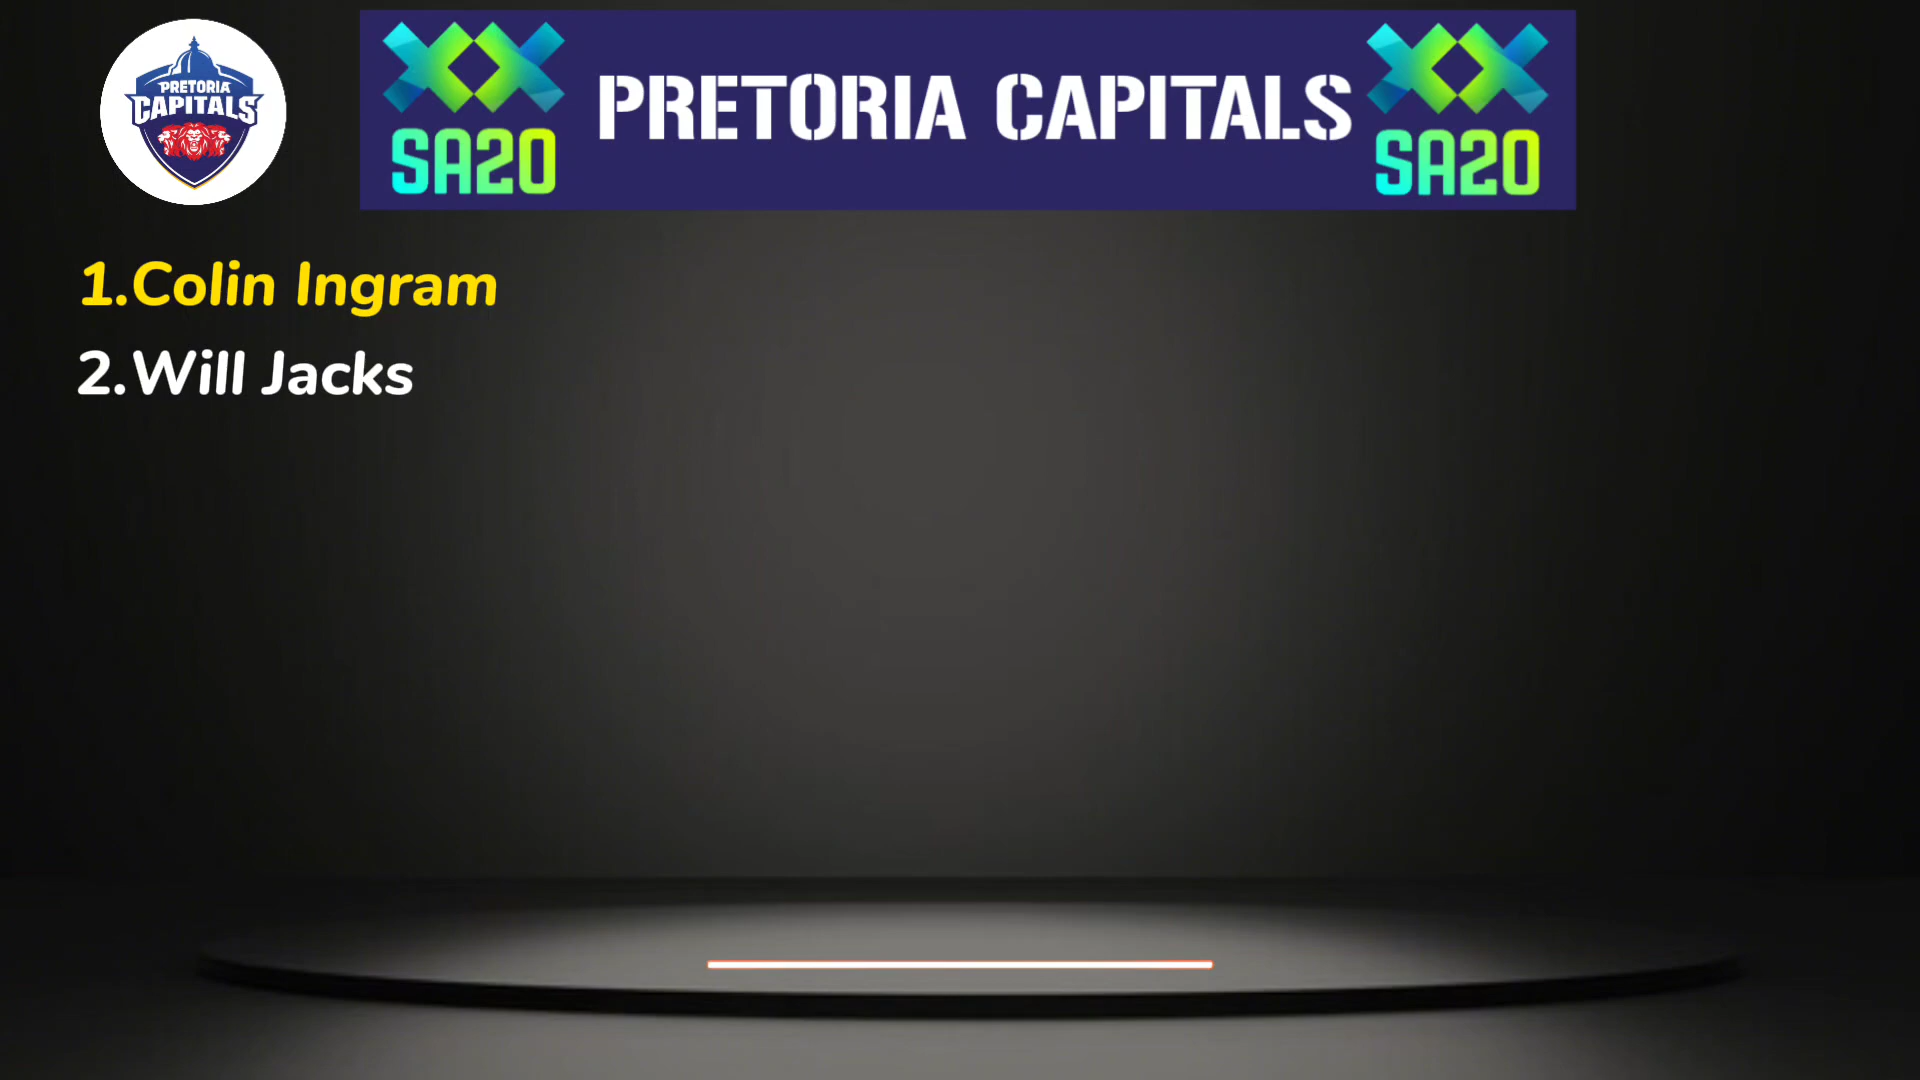 PRETORIA
CAPITALS
SA20
PRETORIA CAPITALS
SA20
1.Colin Ingram
2.Will Jacks